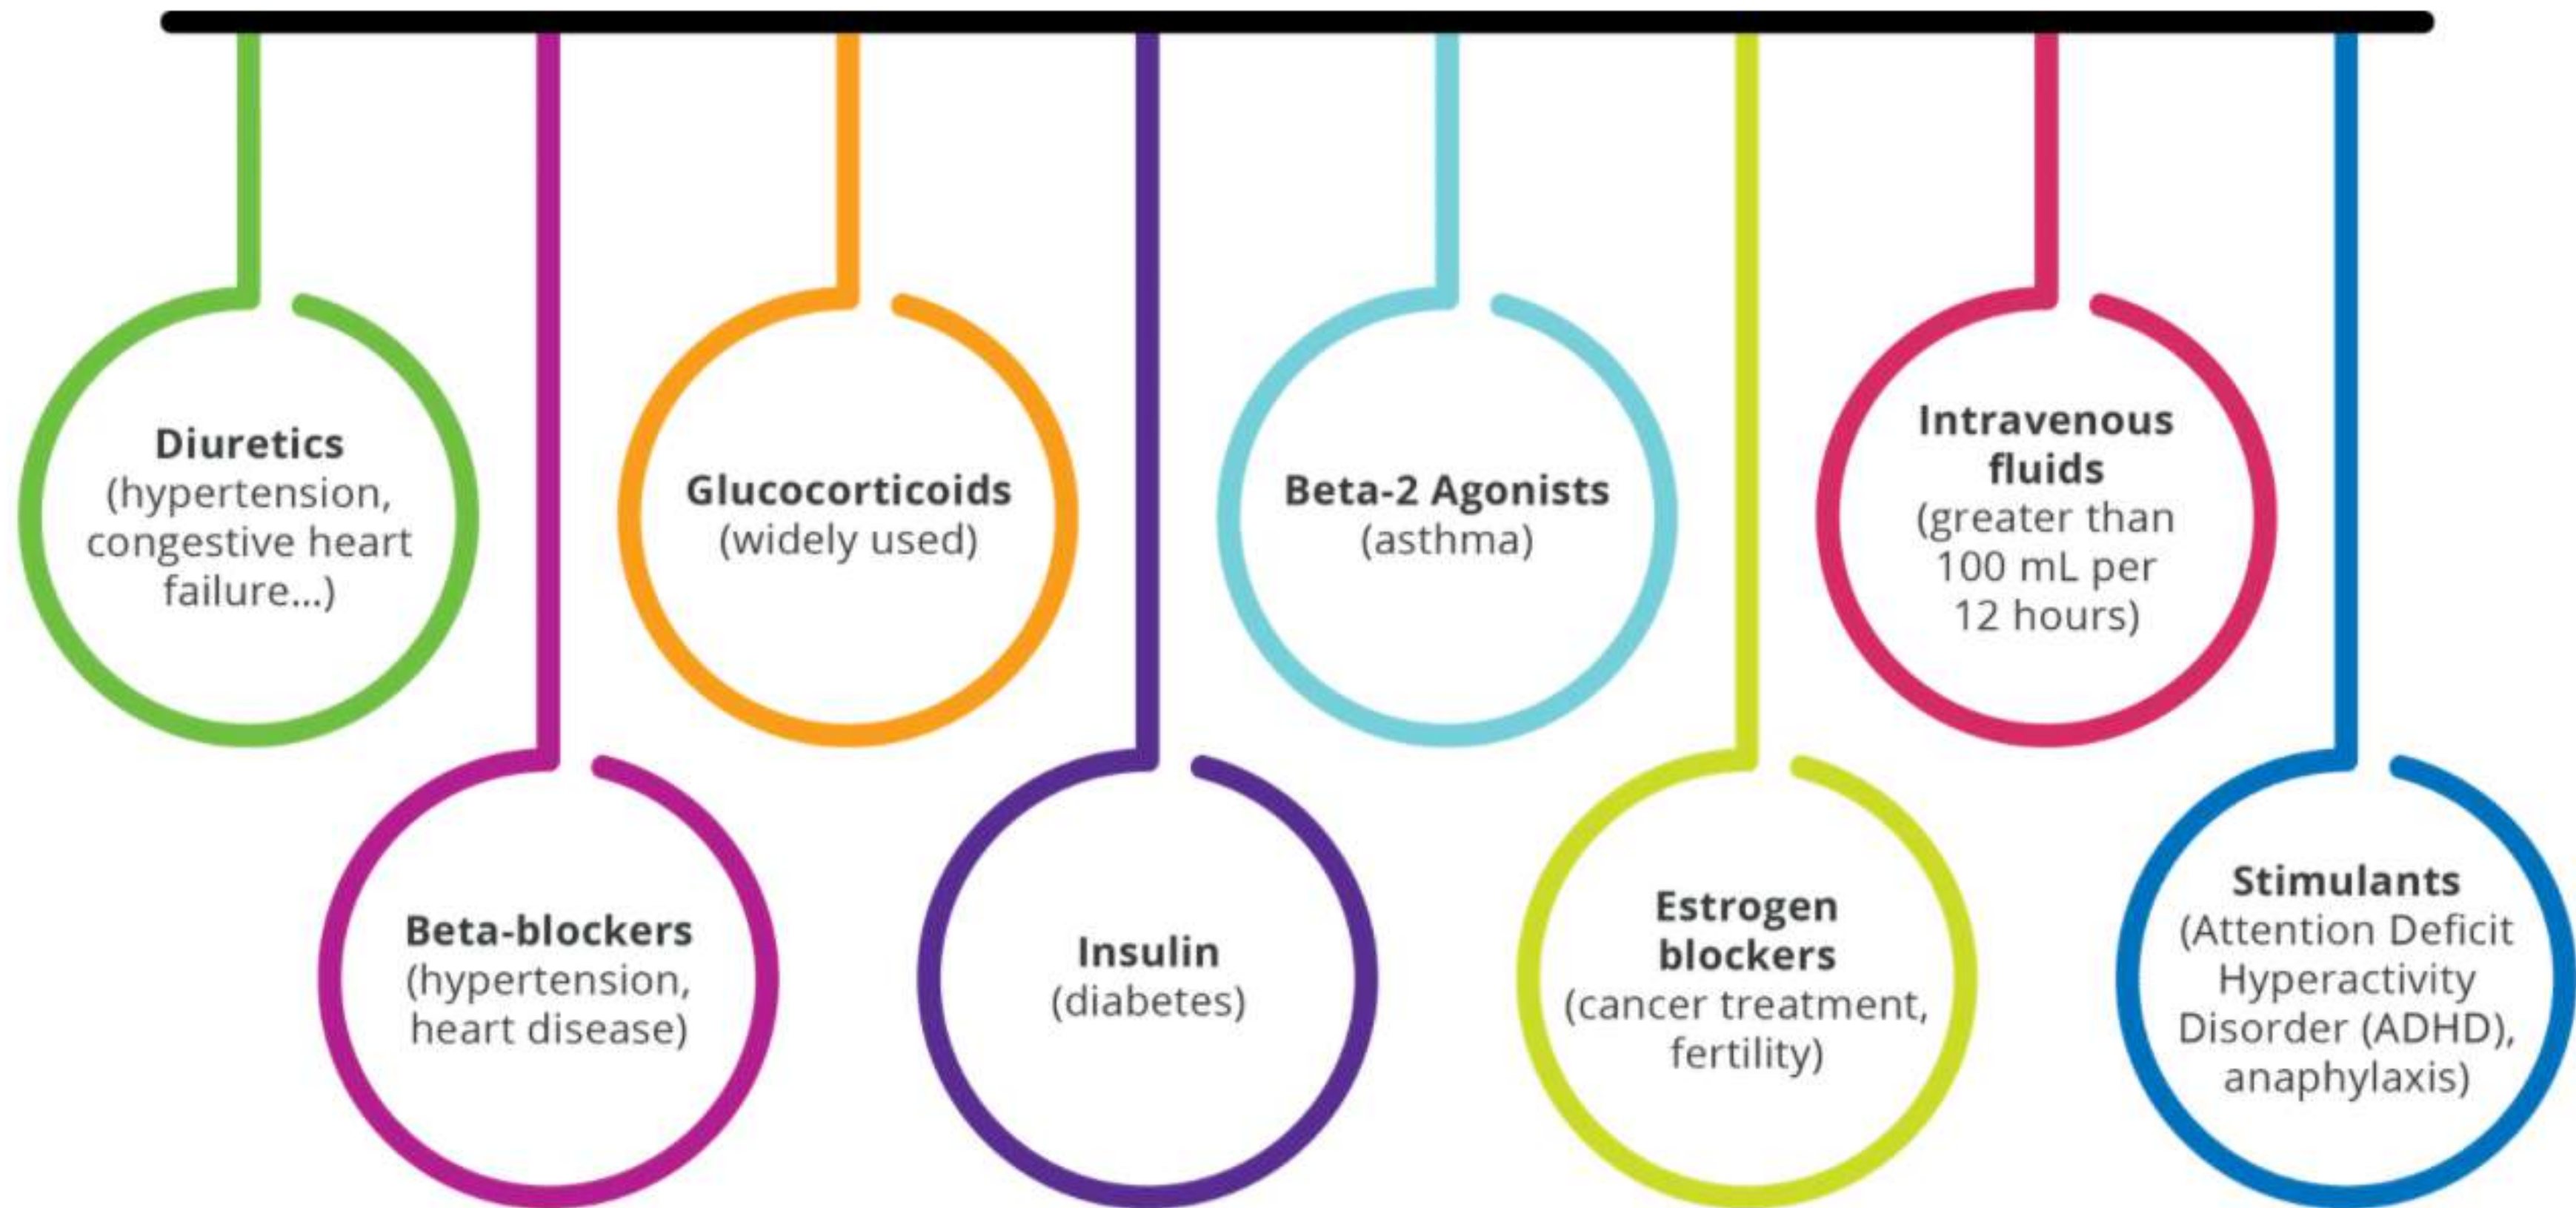 Diuretics
(hypertension,
congestive heart
failure...)
Beta-blockers
(hypertension,
heart disease)
Glucocorticoids
(widely used)
Insulin
(diabetes)
Beta-2 Agonists
(asthma)
Estrogen
blockers
(cancer treatment,
fertility)
Intravenous
fluids
(greater than
100 mL per
12 hours)
Stimulants
(Attention Deficit
Hyperactivity
Disorder (ADHD),
anaphylaxis)